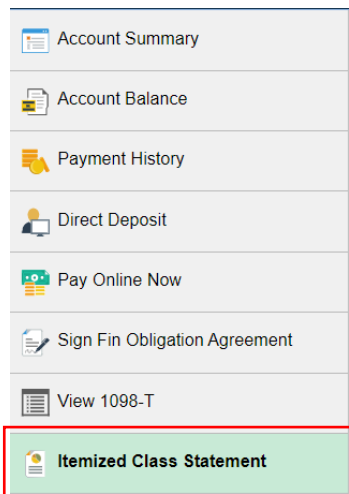 Account Summary
Account Balance
Payment History
Direct Deposit
Pay Online Now
Sign Fin Obligation Agreement
View 1098-T
Itemized Class Statement